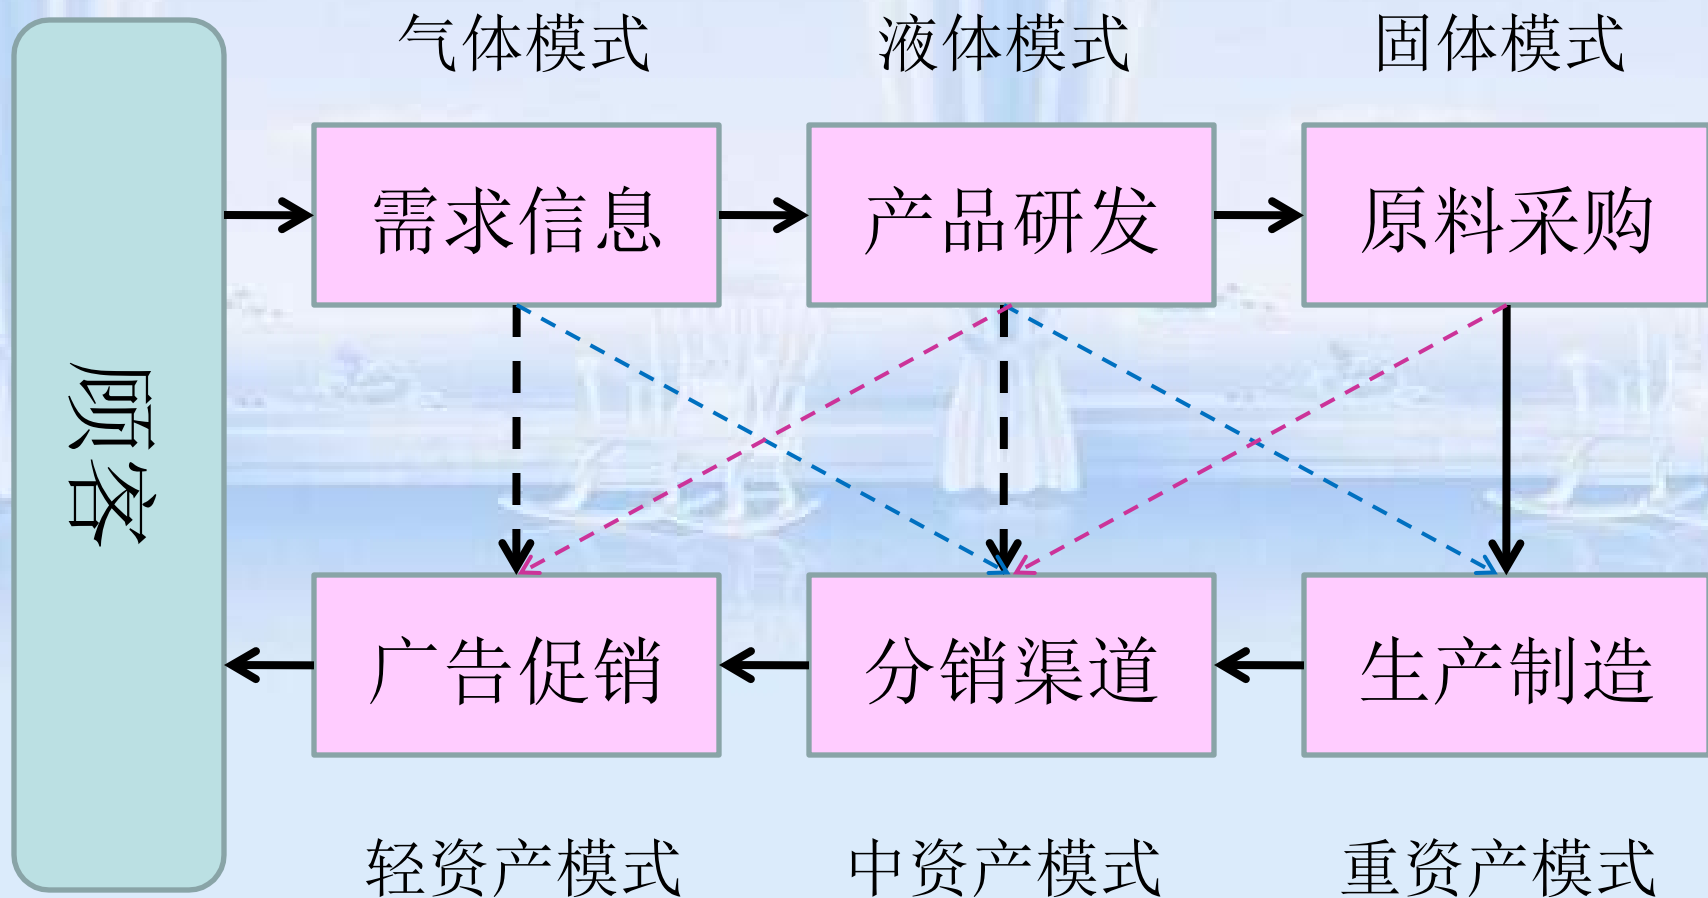 气体模式
液体模式
固体模式
顾客
需求信息
产品研发
原料采购
广告促销
分销渠道
生产制造
轻资产模式
中资产模式
重资产模式